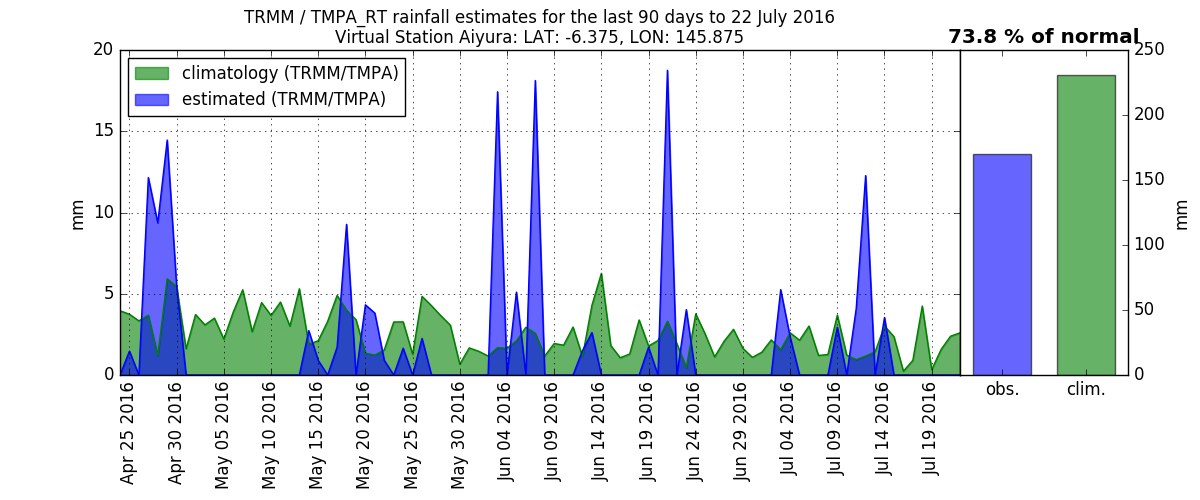 TRMM / TMPA_RT rainfall estimates for the last 90 days to 22 July 2016
Virtual Station Aiyura: LAT: -6.375, LON: 145.875
73.8 % of normal
climatology (TRMM/TMPA)
estimated (TRMM/TMPA)
20
15
10
5
0
mm
250
200
150
100
50
0
mm
Apr 25 2016
Apr 30 2016
May 05 2016
May 10 2016
May 15 2016
May 20 2016
May 25 2016
May 30 2016
Jun 04 2016
Jun 09 2016
Jun 14 2016
Jun 19 2016
Jun 24 2016
Jun 29 2016
Jul 04 2016
Jul 09 2016
Jul 14 2016
Jul 19 2016
obs.
clim.